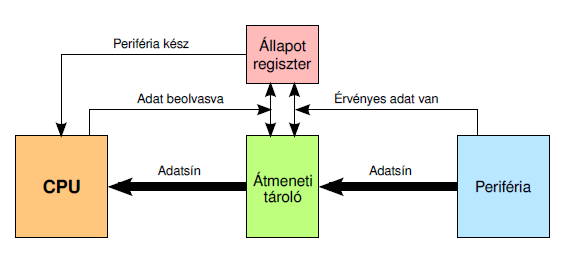 Periféria kész
Állapot
regiszter
Adat beolvasva
Érvényes adat van
CPU
Adatsín
Átmeneti
tároló
Adatsín
Periféria